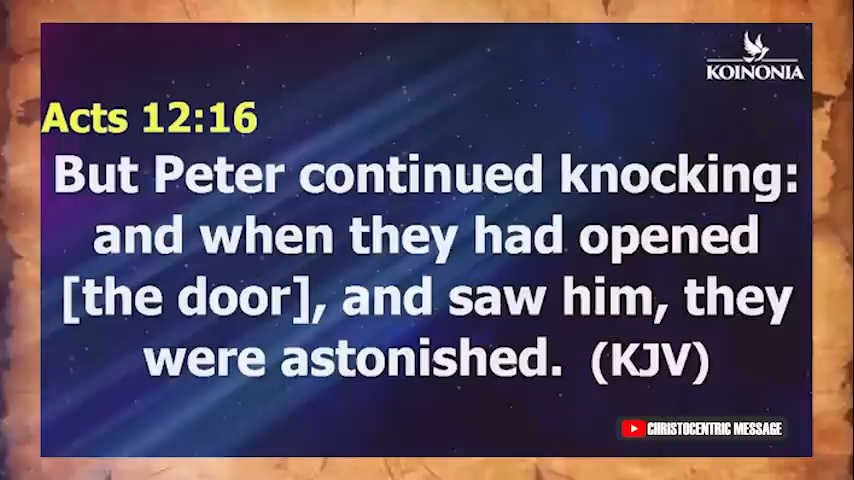 KOINONIA
Acts 12:16
But Peter continued knocking:
and when they had opened
[the door], and saw him, they
were astonished. (KJV)
CHRISTOCENTRIC MESSAGE